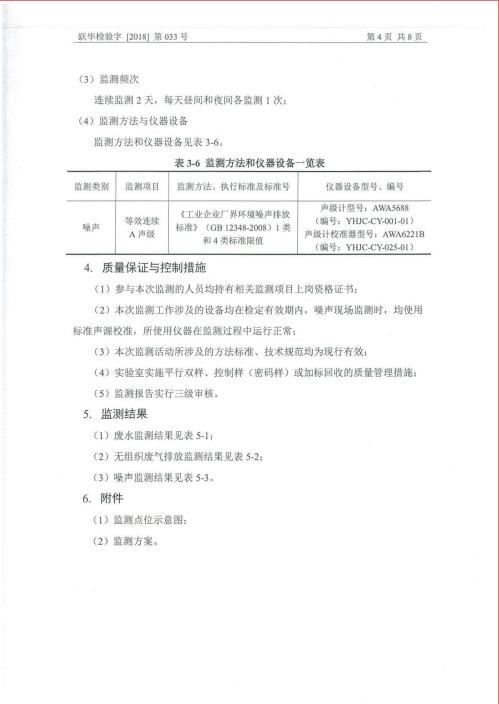 跃华检验字 [2018] 第 033 号
第 4 页 共 8 页
（3）监测频次
连续监测 2 天，每天昼间和夜间各监测 1 次；
（4）监测方法与仪器设备
监测方法和仪器设备见表 3-6。
表 3-6 监测方法和仪器设备一览表
监测类别 监测项目 监测方法、执行标准及标准号 仪器设备型号、编号
噪声
等效连续
A 声级
《工业企业厂界环境噪声排放
标准》（GB 12348-2008）1 类
和 4 类标准限值
声级计型号：AWA5688
（编号：YHJC-CY-001-01）
声级计校准器型号：AWA6221B
（编号：YHJC-CY-025-01）
4. 质量保证与控制措施
（1）参与本次监测的人员均持有相关监测项目上岗资格证书；
（2）本次监测工作涉及的设备均在检定有效期内，噪声现场监测时，均使用
标准声源校准，所使用仪器在监测过程中运行正常；
（3）本次监测活动所涉及的方法标准、技术规范均为现行有效；
（4）实验室实施平行双样、控制样（密码样）或加标回收的质量管理措施；
（5）监测报告实行三级审核。
5. 监测结果
（1）废水监测结果见表 5-1；
（2）无组织废气排放监测结果见表 5-2；
（3）噪声监测结果见表 5-3。
6. 附件
（1）监测点位示意图；
（2）监测方案。